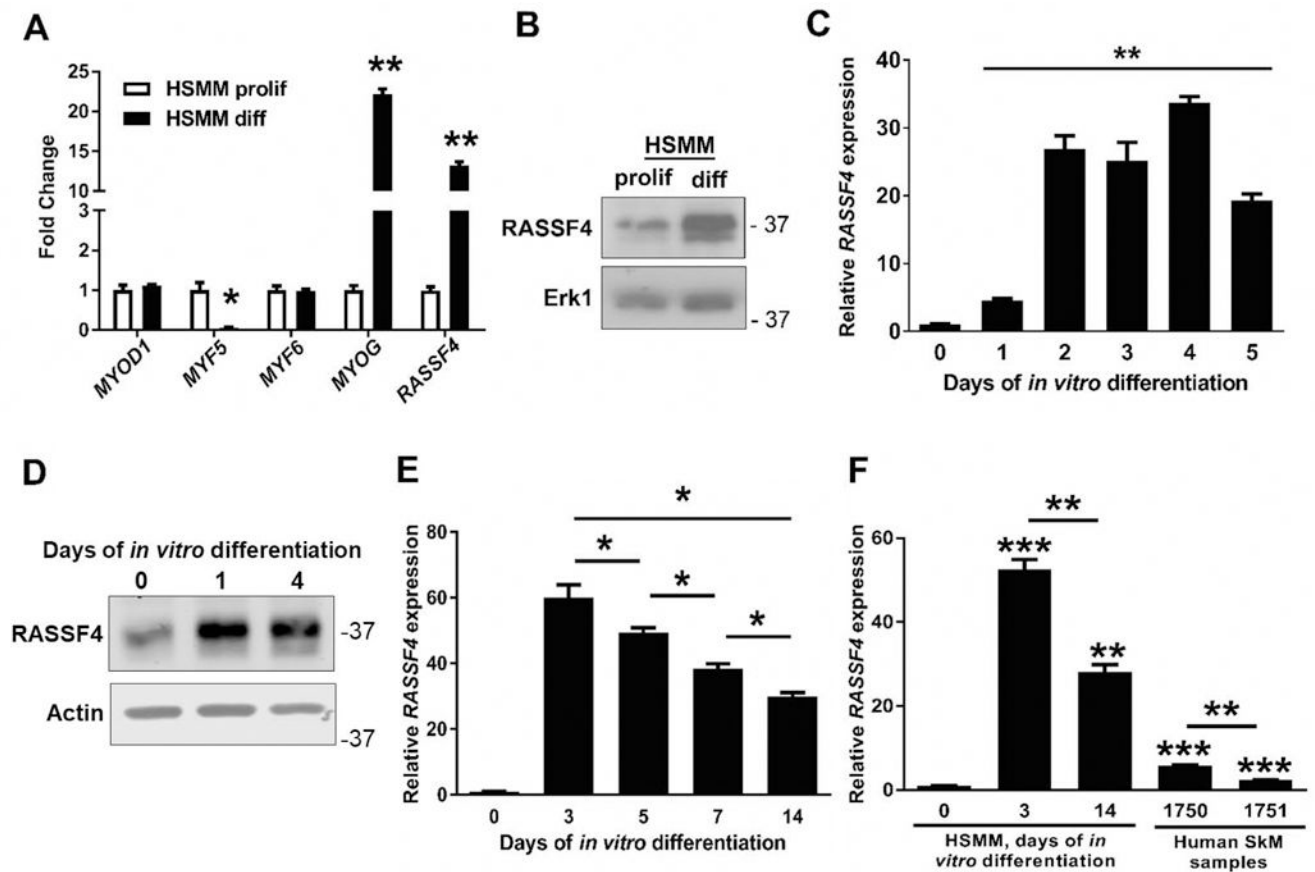 A
Fold Change
25
20
15
10
3
2
1
0
HSMM prolif
HSMM diff
**
**
*
MYOD1
MYF5
MYF6
MYOG
RASSF4
B
HSMM
prolif diff
RASSF4
- 37
Erk1
- 37
C
Relative RASSF4 expression
40
30
20
10
0
**
0 1 2 3 4 5
Days of in vitro differentiation
D
Days of in vitro differentiation
0 1 4
RASSF4
-37
Actin
-37
E
Relative RASSF4 expression
80
60
40
20
0
*
*
*
*
0 3 5 7 14
Days of in vitro differentiation
F
Relative RASSF4 expression
60
40
20
0
**
***
**
**
***
***
0 3 14 1750 1751
HSMM, days of in
vitro differentiation
Human SkM
samples